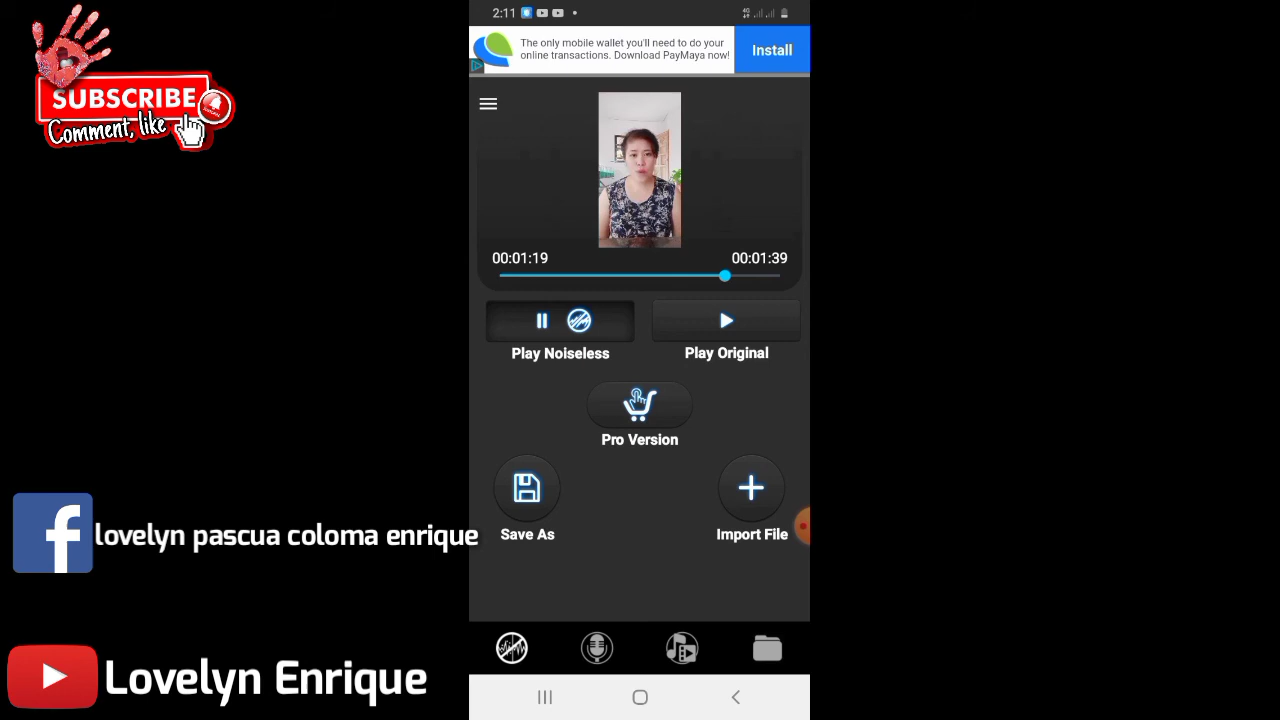 SUBSCRIBE
Comment, like
2:11
4G
The only mobile wallet you'll need to do your
online transactions. Download PayMaya now!
Install
00:01:19
00:01:39
Play Noiseless
Play Original
Pro Version
Save As
Import File
f
lovelyn pascua coloma enrique
Lovelyn Enrique